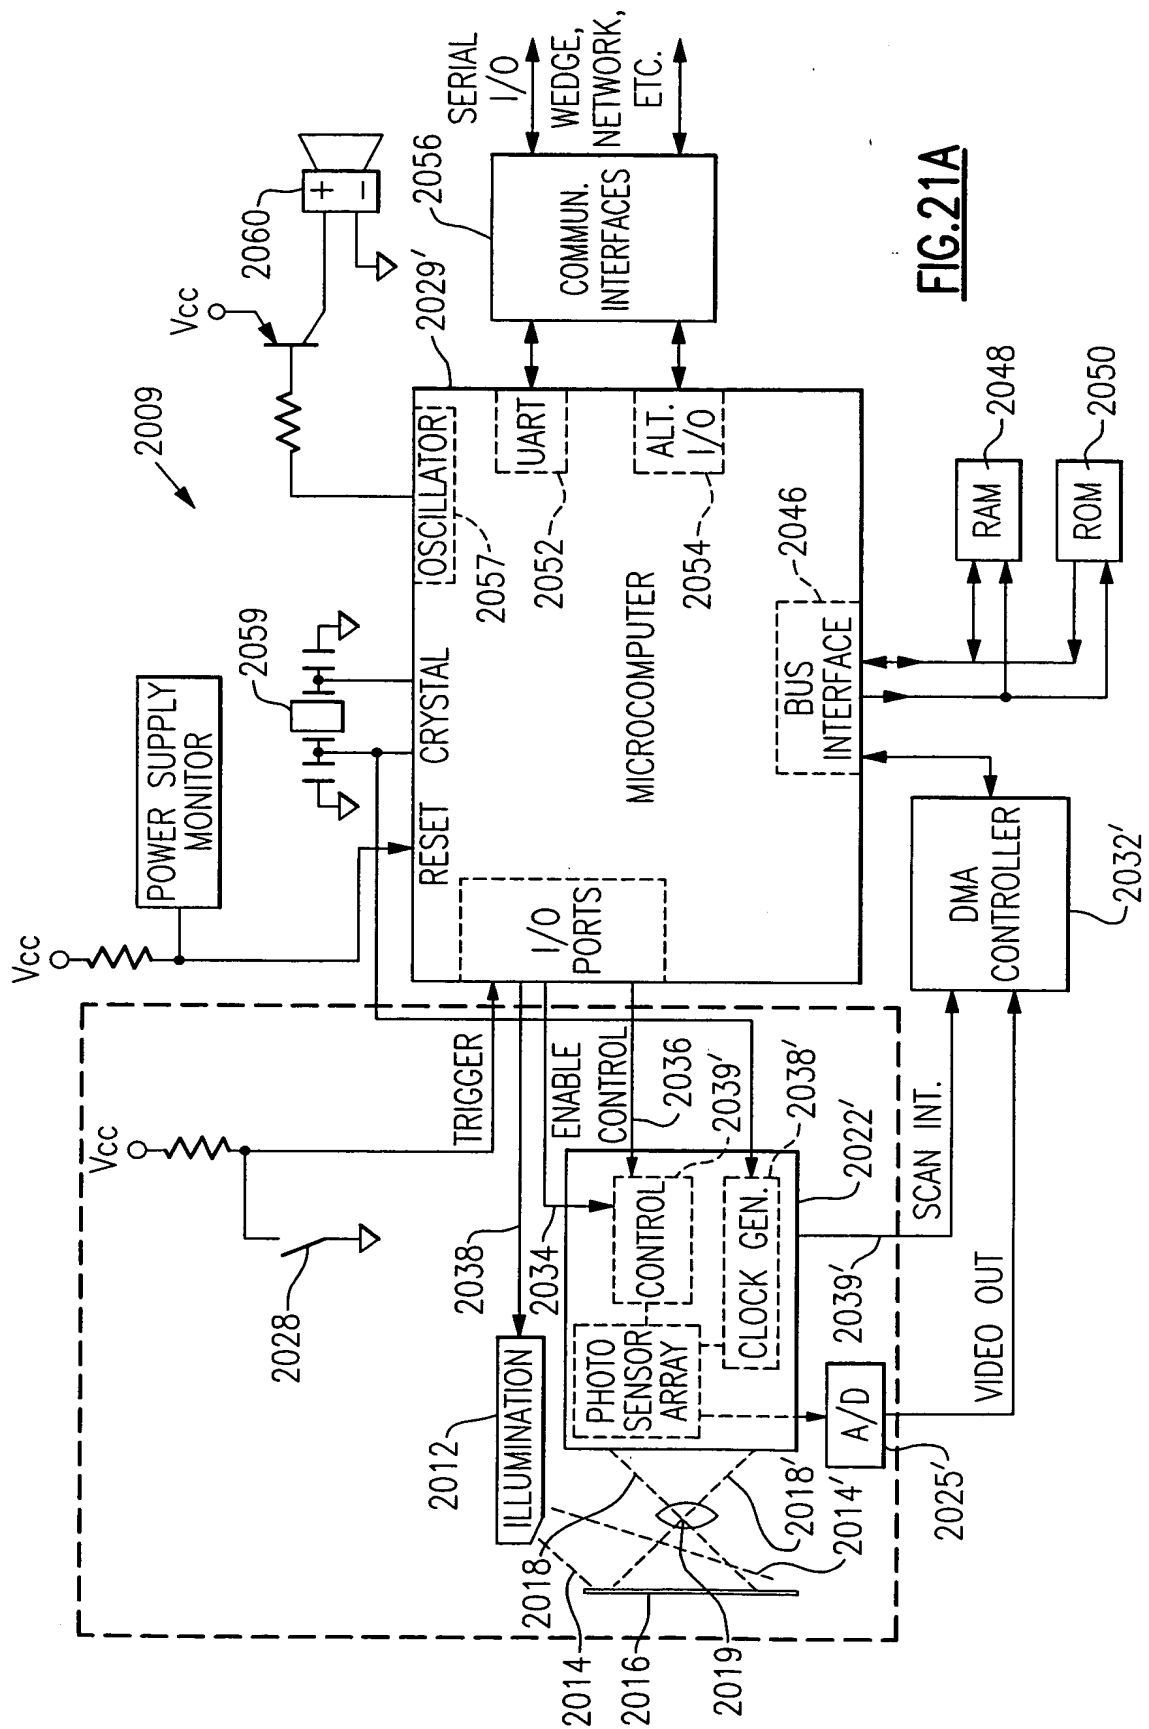 Vcc
POWER SUPPLY
MONITOR
2009
Vcc
2060
+
−
2059
Vcc
2028
RESET
CRYSTAL
OSCILLATOR
2057
2029'
2056
SERIAL
I/O
WEDGE,
NETWORK,
ETC.
COMMUN.
INTERFACES
UART
2052
ALT.
I/O
2054
MICROCOMPUTER
I/O
PORTS
BUS
INTERFACE
2046
TRIGGER
2038
2034
ENABLE
CONTROL
2036
2039'
2038'
2022'
2012
ILLUMINATION
PHOTO
SENSOR
ARRAY
CONTROL
CLOCK GEN.
2014
2016
2018
2019
2018'
2014'
A/D
2025'
2039'
SCAN INT.
VIDEO OUT
DMA
CONTROLLER
2032'
RAM
2048
ROM
2050
FIG.21A